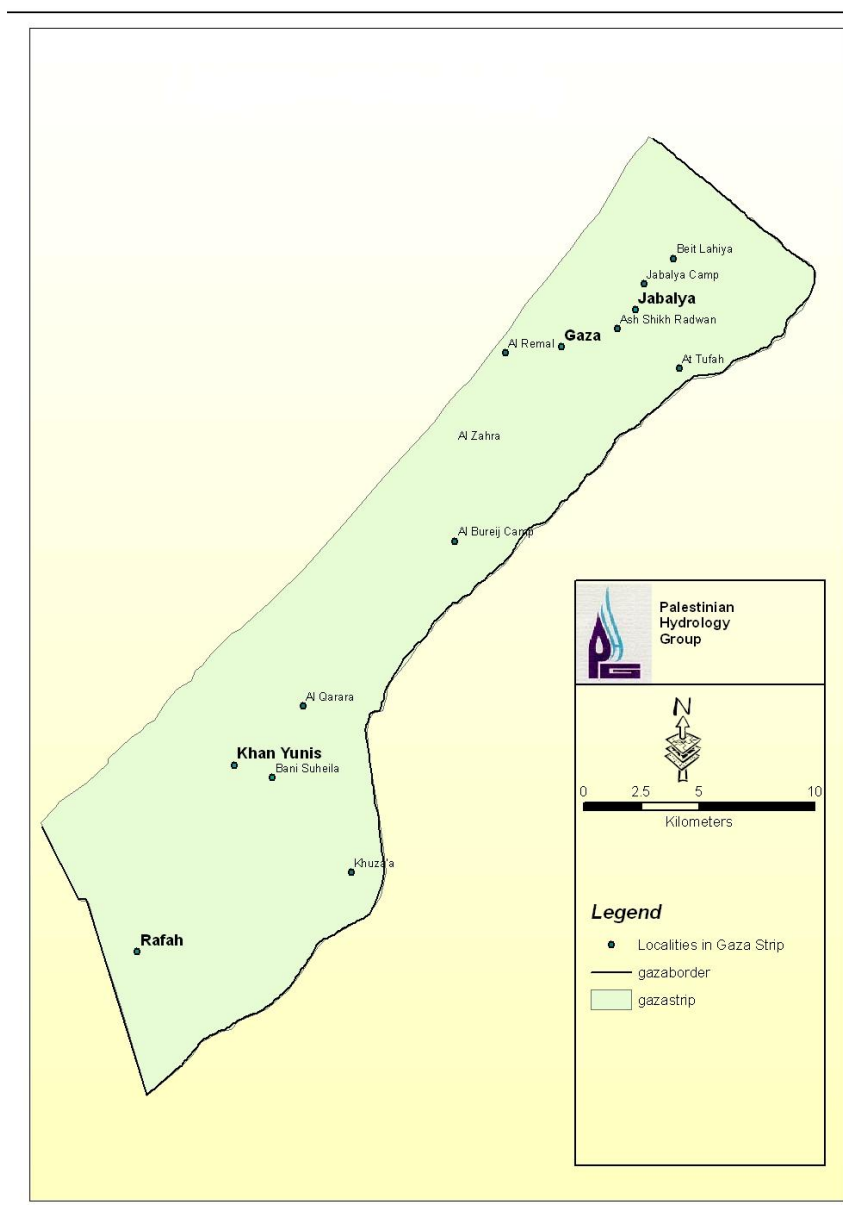 Beit Lahiya
Jabalya Camp
Jabalya
Ash Shikh Radwan
Gaza
Al Remal
At Tufah
Al Zahra
Al Bureij Camp
Al Qarara
Khan Yunis
Bani Suheila
Khuza'a
Rafah
PHG
Palestinian
Hydrology
Group
N
0 2.5 5 10
Kilometers
Legend
Localities in Gaza Strip
gazaborder
gazastrip